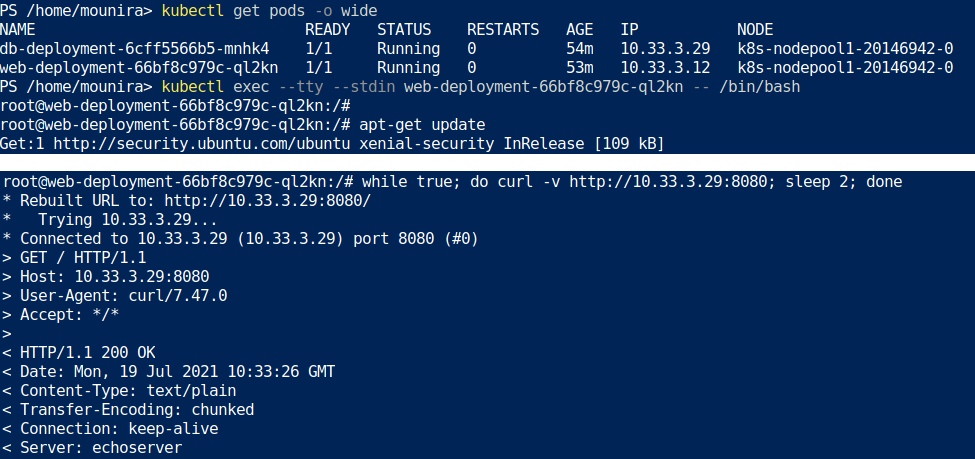 PS /home/mounira> kubectl get pods -o wide
NAME READY STATUS RESTARTS AGE IP NODE
db-deployment-6cff5566b5-mnhk4 1/1 Running 0 54m 10.33.3.29 k8s-nodepool1-20146942-0
web-deployment-66bf8c979c-ql2kn 1/1 Running 0 53m 10.33.3.12 k8s-nodepool1-20146942-0
PS /home/mounira> kubectl exec --tty --stdin web-deployment-66bf8c979c-ql2kn -- /bin/bash
root@web-deployment-66bf8c979c-ql2kn:/#
root@web-deployment-66bf8c979c-ql2kn:/# apt-get update
Get:1 http://security.ubuntu.com/ubuntu xenial-security InRelease [109 kB]
root@web-deployment-66bf8c979c-ql2kn:/# while true; do curl -v http://10.33.3.29:8080; sleep 2; done
* Rebuilt URL to: http://10.33.3.29:8080/
*   Trying 10.33.3.29...
* Connected to 10.33.3.29 (10.33.3.29) port 8080 (#0)
> GET / HTTP/1.1
> Host: 10.33.3.29:8080
> User-Agent: curl/7.47.0
> Accept: */*
>
< HTTP/1.1 200 OK
< Date: Mon, 19 Jul 2021 10:33:26 GMT
< Content-Type: text/plain
< Transfer-Encoding: chunked
< Connection: keep-alive
< Server: echoserver